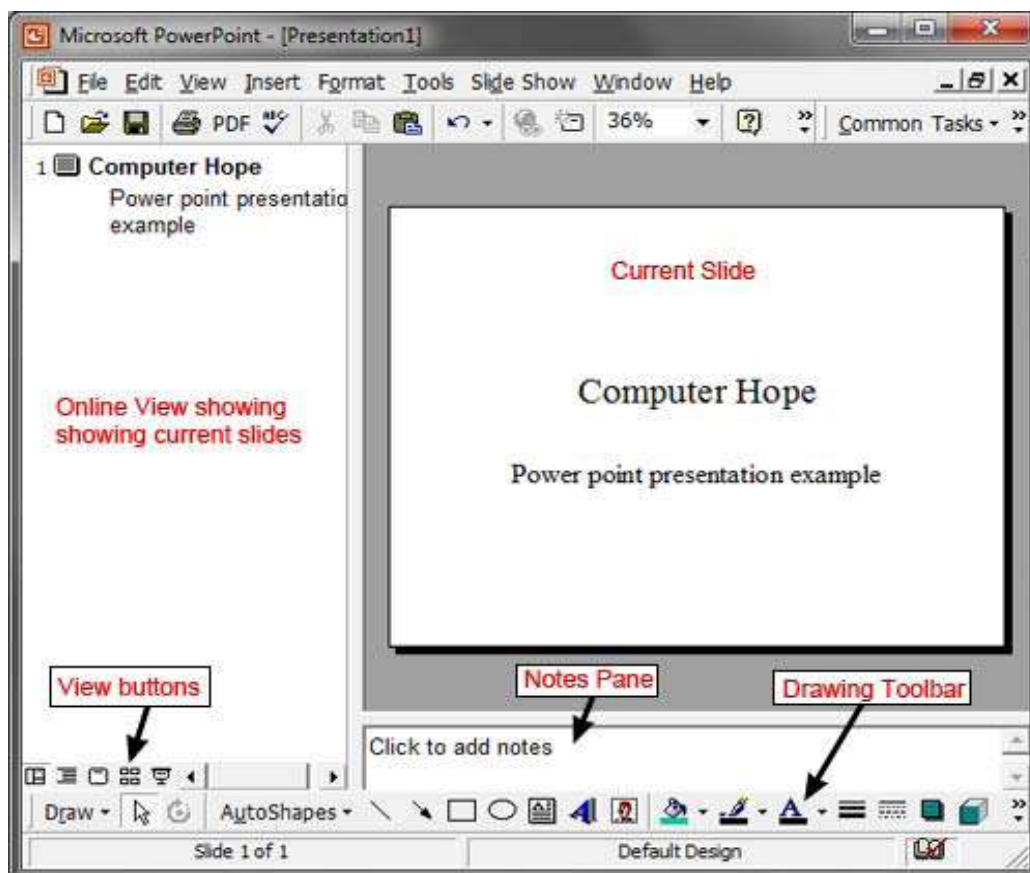 Microsoft PowerPoint - [Presentation1]
File Edit View Insert Format Tools Slide Show Window Help
PDF ABC 36% Common Tasks
1 Computer Hope
Power point presentatio
example
Online View showing
showing current slides
Current Slide
Computer Hope
Power point presentation example
View buttons
Notes Pane
Drawing Toolbar
Click to add notes
Draw AutoShapes
Slide 1 of 1 Default Design